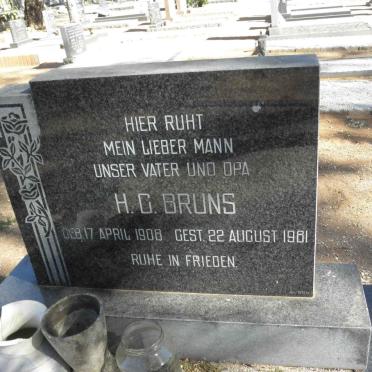 HIER RUHT
MEIN LIEBER MANN
UNSER VATER UND OPA
H. G. BRUNS
GEB. 17 APRIL 1908 GEST. 22 AUGUST 1981
RUHE IN FRIEDEN.